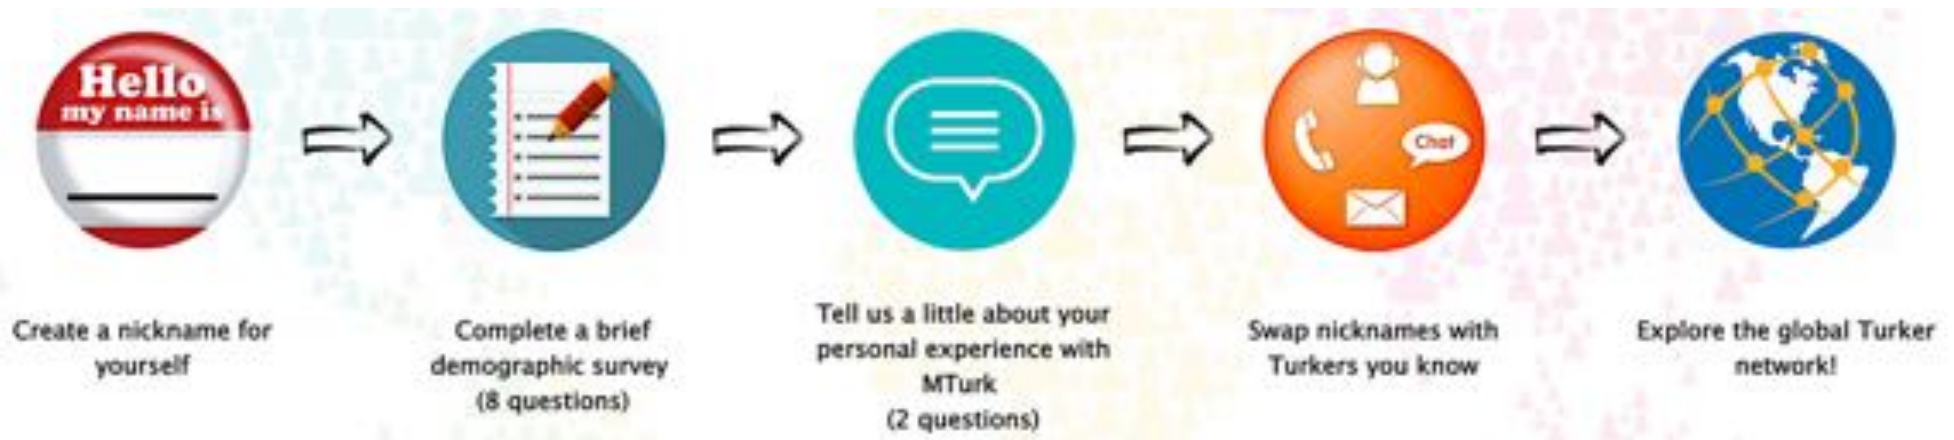 Hello
my name is
Chat
Create a nickname for
yourself
Complete a brief
demographic survey
(8 questions)
Tell us a little about your
personal experience with
MTurk
(2 questions)
Swap nicknames with
Turkers you know
Explore the global Turker
network!